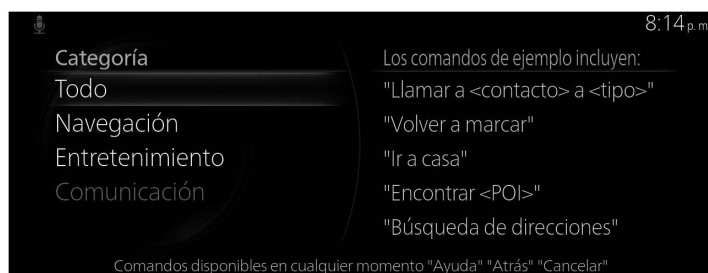 8:14 p.m
Categoría
Todo
Navegación
Entretenimiento
Comunicación
Los comandos de ejemplo incluyen:
"Llamar a <contacto> a <tipo>"
"Volver a marcar"
"Ir a casa"
"Encontrar <POI>"
"Búsqueda de direcciones"
Comandos disponibles en cualquier momento "Ayuda" "Atrás" "Cancelar"